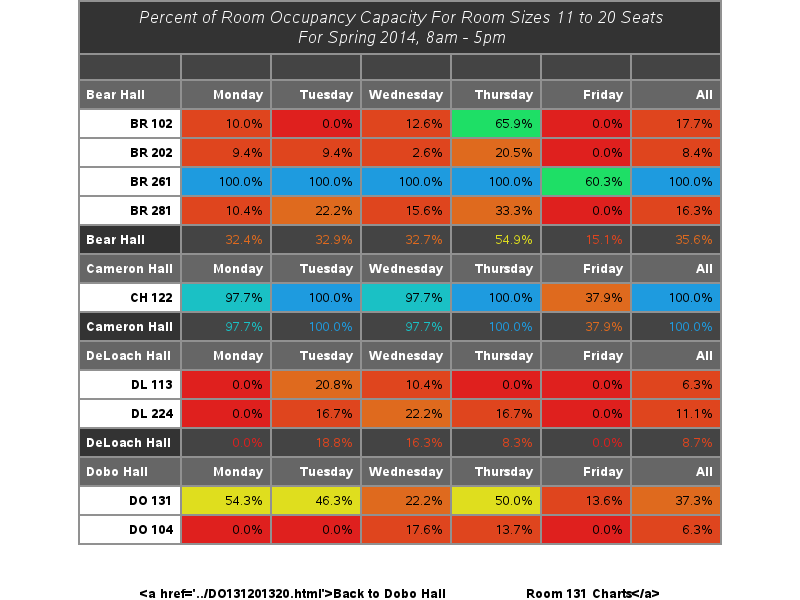 Percent of Room Occupancy Capacity For Room Sizes 11 to 20 Seats
For Spring 2014, 8am - 5pm
Bear Hall Monday Tuesday Wednesday Thursday Friday All
BR 102 10.0% 0.0% 12.6% 65.9% 0.0% 17.7%
BR 202 9.4% 9.4% 2.6% 20.5% 0.0% 8.4%
BR 261 100.0% 100.0% 100.0% 100.0% 60.3% 100.0%
BR 281 10.4% 22.2% 15.6% 33.3% 0.0% 16.3%
Bear Hall 32.4% 32.9% 32.7% 54.9% 15.1% 35.6%
Cameron Hall Monday Tuesday Wednesday Thursday Friday All
CH 122 97.7% 100.0% 97.7% 100.0% 37.9% 100.0%
Cameron Hall 97.7% 100.0% 97.7% 100.0% 37.9% 100.0%
DeLoach Hall Monday Tuesday Wednesday Thursday Friday All
DL 113 0.0% 20.8% 10.4% 0.0% 0.0% 6.3%
DL 224 0.0% 16.7% 22.2% 16.7% 0.0% 11.1%
DeLoach Hall 0.0% 18.8% 16.3% 8.3% 0.0% 8.7%
Dobo Hall Monday Tuesday Wednesday Thursday Friday All
DO 131 54.3% 46.3% 22.2% 50.0% 13.6% 37.3%
DO 104 0.0% 0.0% 17.6% 13.7% 0.0% 6.3%
<a href='../DO131201320.html'>Back to Dobo Hall Room 131 Charts</a>